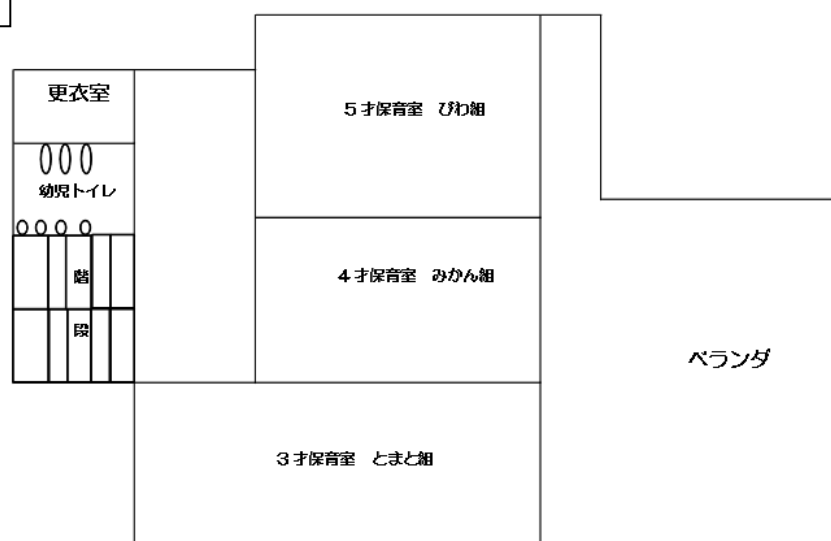 更衣室
５才保育室　びわ組
幼児トイレ
４才保育室　みかん組
階
段
ベランダ
３才保育室　とまと組